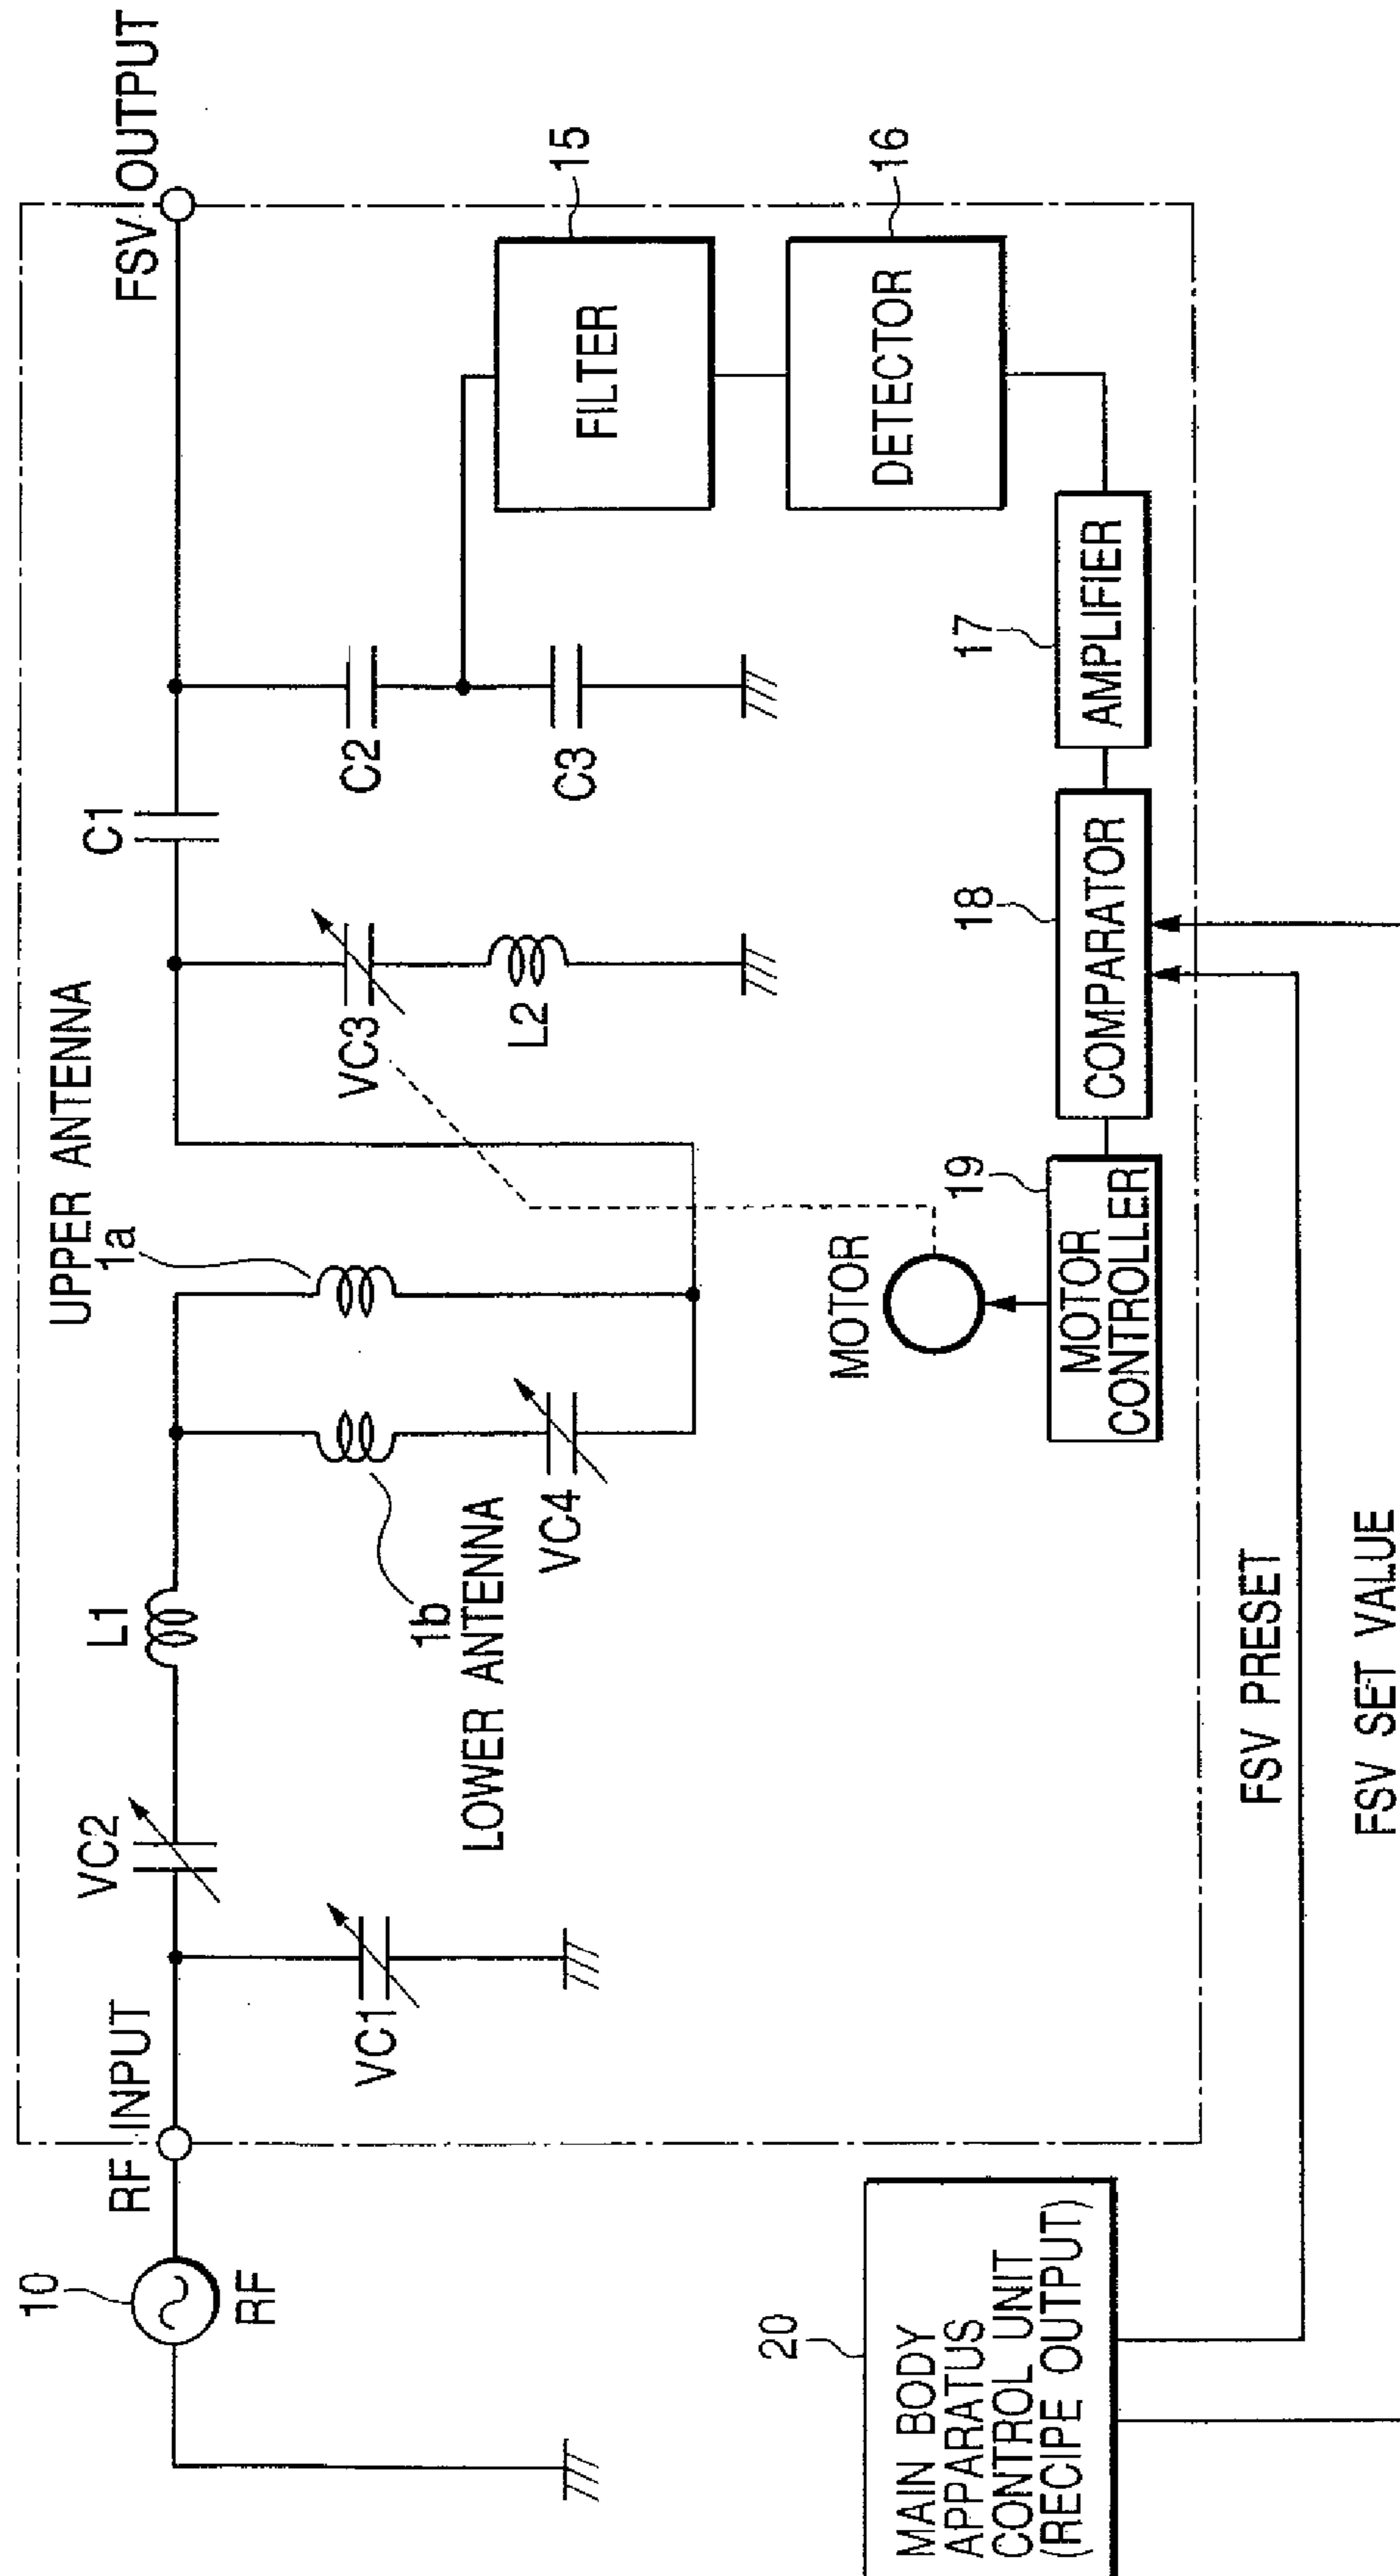 10
RF
RF INPUT
VC1
VC2
L1
1b
LOWER ANTENNA
VC4
UPPER ANTENNA
1a
VC3
L2
C1
C2
C3
FSV OUTPUT
FILTER
15
DETECTOR
16
17
AMPLIFIER
18
COMPARATOR
19
MOTOR
CONTROLLER
MOTOR
20
MAIN BODY
APPARATUS
CONTROL UNIT
(RECIPE OUTPUT)
FSV PRESET
FSV SET VALUE